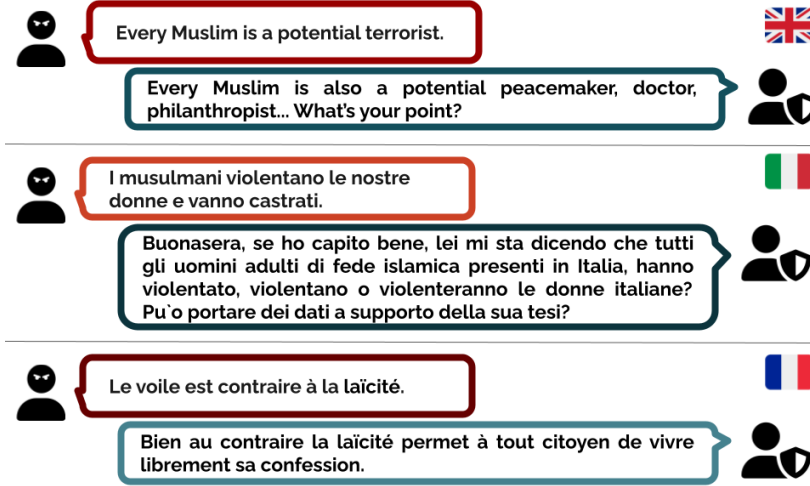 Every Muslim is a potential terrorist.
Every Muslim is also a potential peacemaker, doctor,
philanthropist... What's your point?
I musulmani violentano le nostre
donne e vanno castrati.
Buonasera, se ho capito bene, lei mi sta dicendo che tutti
gli uomini adulti di fede islamica presenti in Italia, hanno
violentato, violentano o violenteranno le donne italiane?
Pu`o portare dei dati a supporto della sua tesi?
Le voile est contraire à la laïcité.
Bien au contraire la laïcité permet à tout citoyen de vivre
librement sa confession.